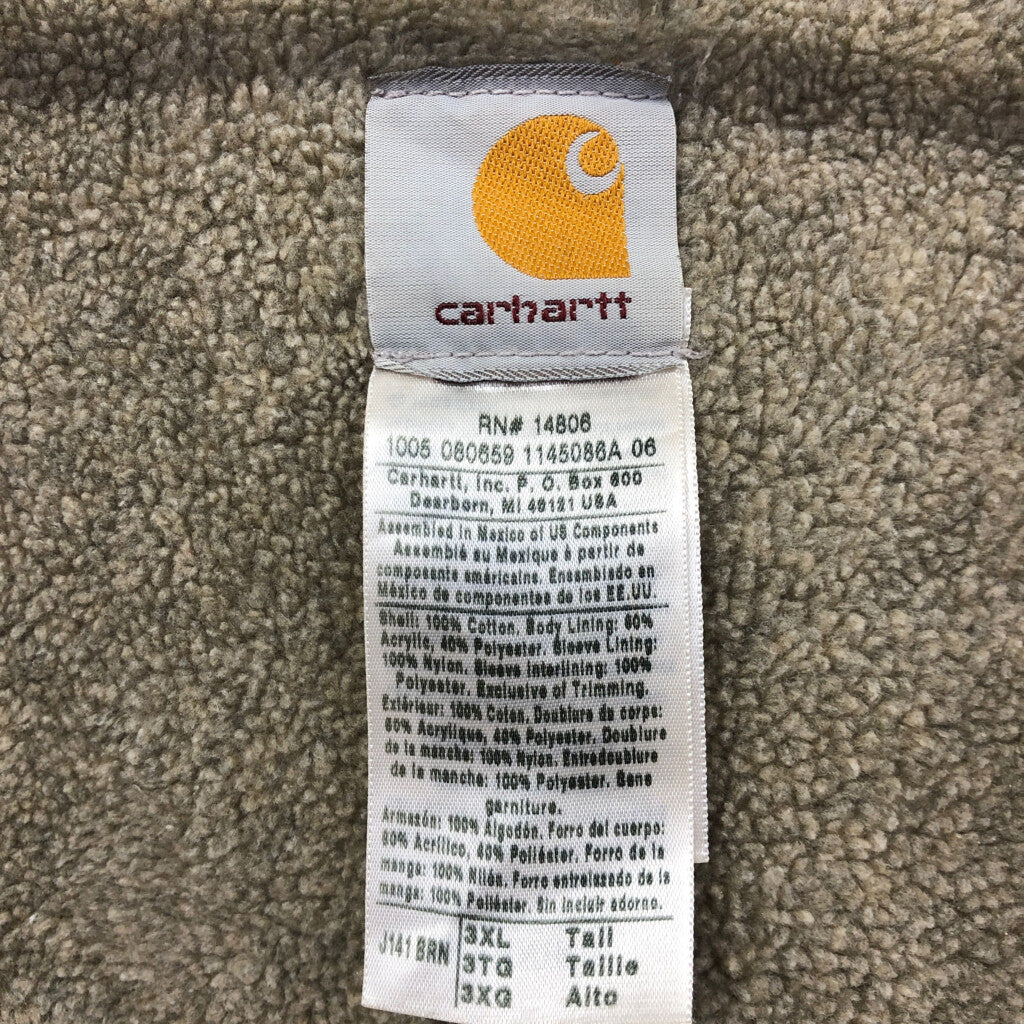 carhartt
RN# 14806
1005 080659 1145086A 06
Carhartt, Inc. P. O. Box 600
Dearborn, MI 48121 USA
Assembled in Mexico of US Components
Assemblé au Mexique à partir de
composants américains. Ensamblado en
México de componentes de los EE.UU.
Shell: 100% Cotton. Body Lining: 60%
Acrylic, 40% Polyester. Sleeve Lining:
100% Nylon. Sleeve Interlining: 100%
Polyester. Exclusive of Trimming.
Extérieur: 100% Coton. Doublure du corps:
60% Acrylique, 40% Polyester. Doublure
de la manche: 100% Nylon. Entredoublure
de la manche: 100% Polyester. Sans
garniture.
Armazón: 100% Algodón. Forro del cuerpo:
60% Acrílico, 40% Poliéster. Forro de la
manga: 100% Nilón. Forro entrelazado de la
manga: 100% Poliéster. Sin incluir adorno.
J141 BRN
3XL Tall
3TG Taille
3XG Alto